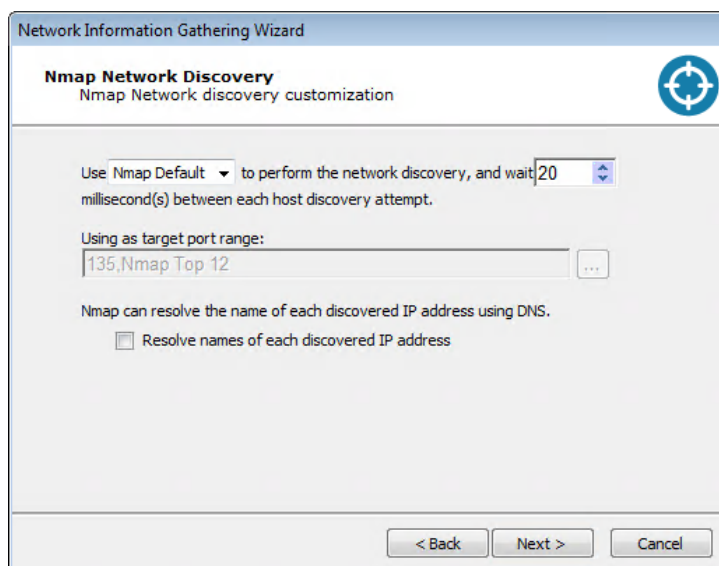 Network Information Gathering Wizard
Nmap Network Discovery
Nmap Network discovery customization
Use Nmap Default to perform the network discovery, and wait 20
millisecond(s) between each host discovery attempt.
Using as target port range:
135,Nmap Top 12
...
Nmap can resolve the name of each discovered IP address using DNS.
Resolve names of each discovered IP address
< Back Next > Cancel